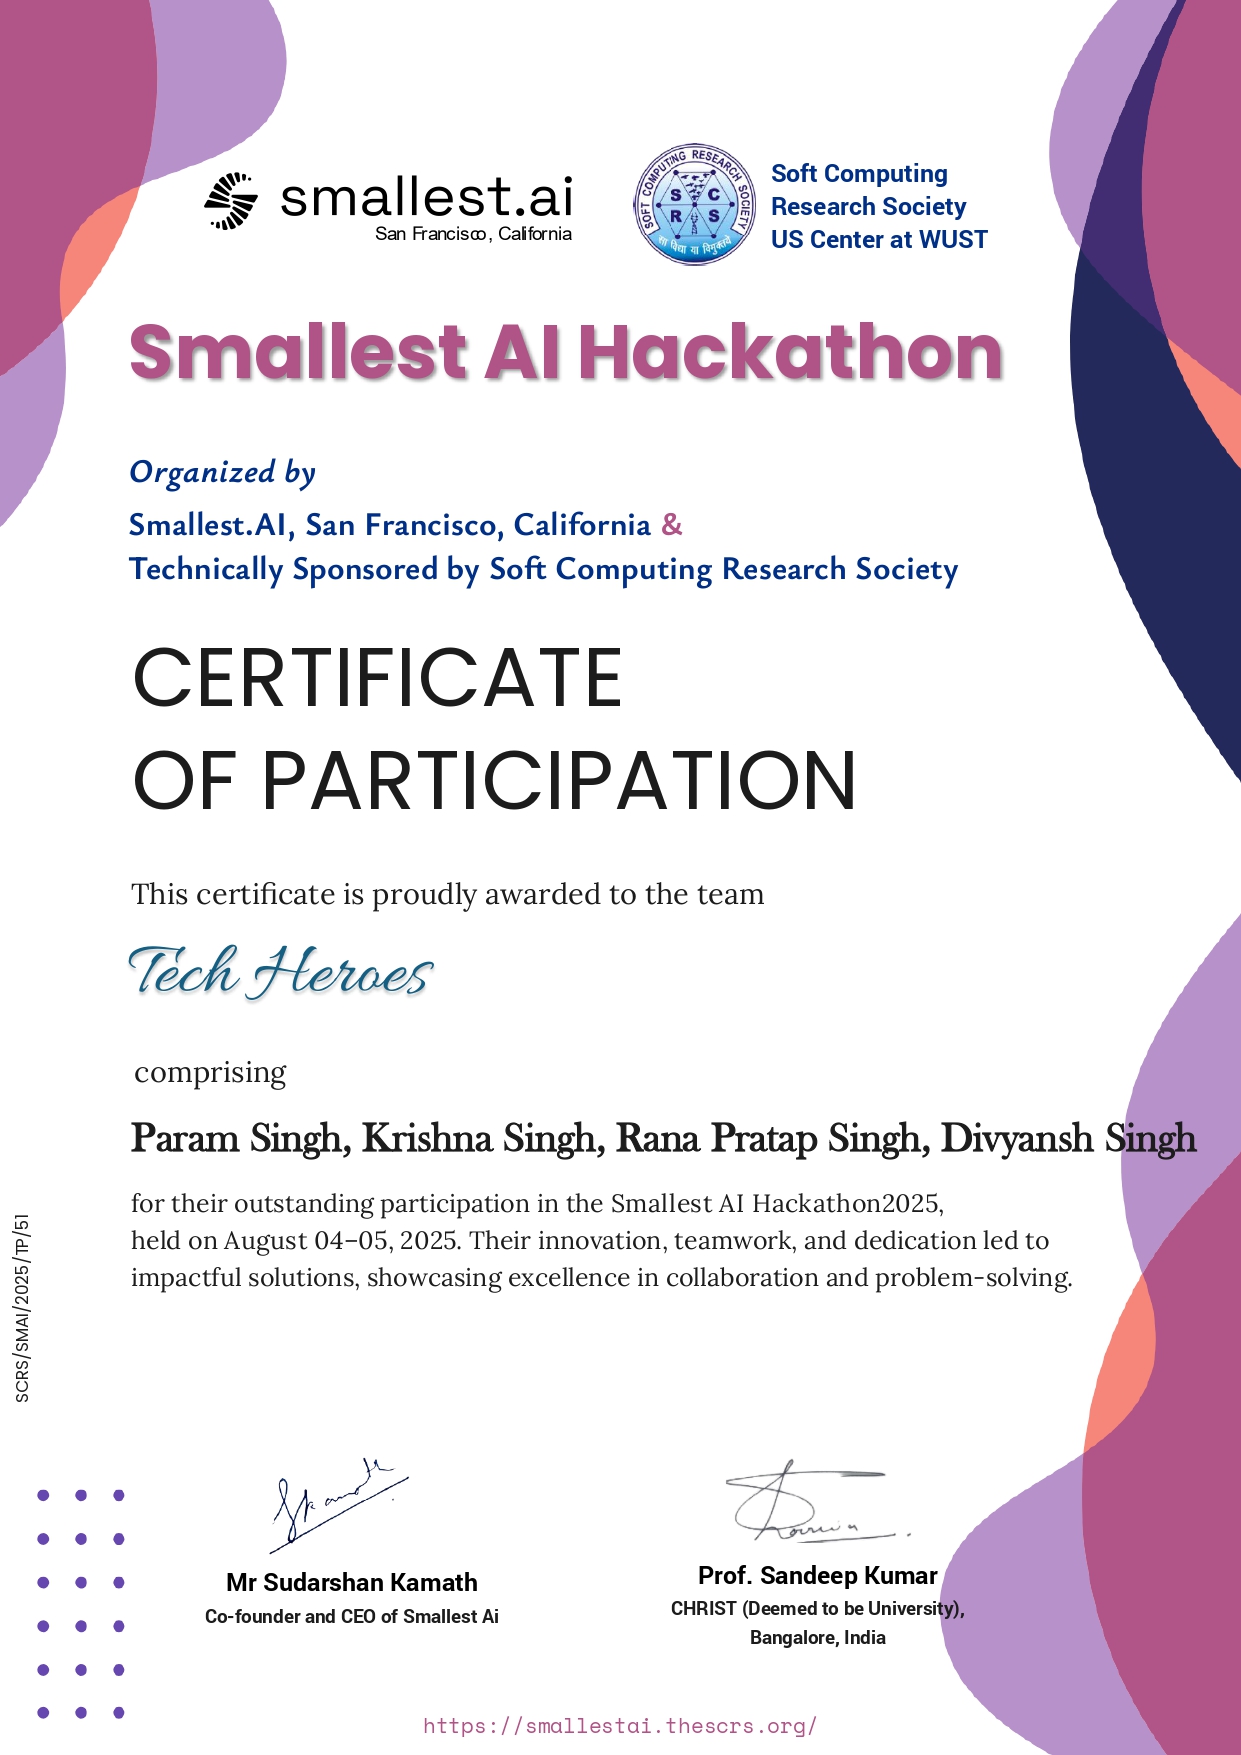 smallest.ai
San Francisco, California
SOFT COMPUTING RESEARCH SOCIETY
S C
R S
सा विद्या या विमुक्तये
Soft Computing
Research Society
US Center at WUST
Smallest AI Hackathon
Organized by
Smallest.AI, San Francisco, California &
Technically Sponsored by Soft Computing Research Society
CERTIFICATE
OF PARTICIPATION
This certificate is proudly awarded to the team
Tech Heroes
comprising
Param Singh, Krishna Singh, Rana Pratap Singh, Divyansh Singh
for their outstanding participation in the Smallest AI Hackathon2025,
held on August 04–05, 2025. Their innovation, teamwork, and dedication led to
impactful solutions, showcasing excellence in collaboration and problem-solving.
SCRS/SMAI/2025/TP/51
Mr Sudarshan Kamath
Co-founder and CEO of Smallest Ai
Prof. Sandeep Kumar
CHRIST (Deemed to be University),
Bangalore, India
https://smallestai.thescrs.org/